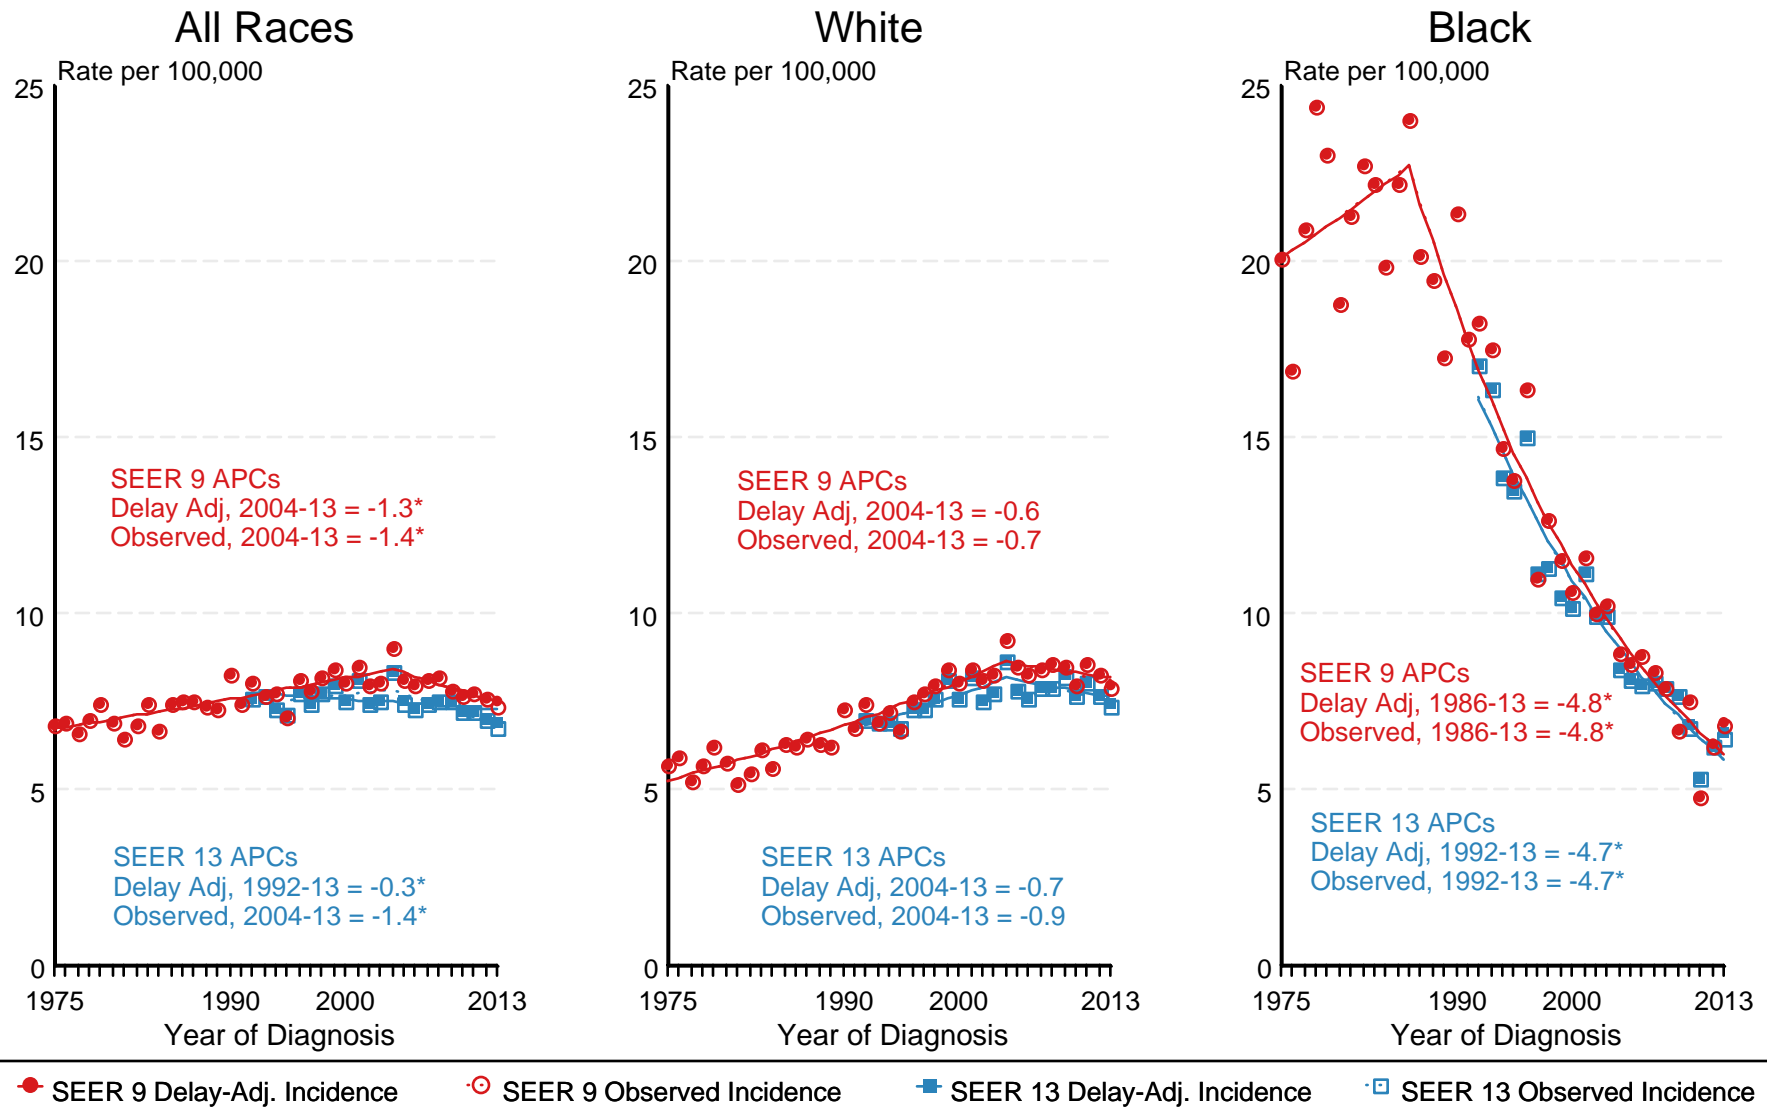 All Races
Rate per 100,000
25
20
15
10
5
0
SEER 9 APCs
Delay Adj, 2004-13 = -1.3*
Observed, 2004-13 = -1.4*
SEER 13 APCs
Delay Adj, 1992-13 = -0.3*
Observed, 2004-13 = -1.4*
1975 1990 2000 2013
Year of Diagnosis
White
Rate per 100,000
25
20
15
10
5
0
SEER 9 APCs
Delay Adj, 2004-13 = -0.6
Observed, 2004-13 = -0.7
SEER 13 APCs
Delay Adj, 2004-13 = -0.7
Observed, 2004-13 = -0.9
1975 1990 2000 2013
Year of Diagnosis
Black
Rate per 100,000
25
20
15
10
5
0
SEER 9 APCs
Delay Adj, 1986-13 = -4.8*
Observed, 1986-13 = -4.8*
SEER 13 APCs
Delay Adj, 1992-13 = -4.7*
Observed, 1992-13 = -4.7*
1975 1990 2000 2013
Year of Diagnosis
SEER 9 Delay-Adj. Incidence SEER 9 Observed Incidence SEER 13 Delay-Adj. Incidence SEER 13 Observed Incidence